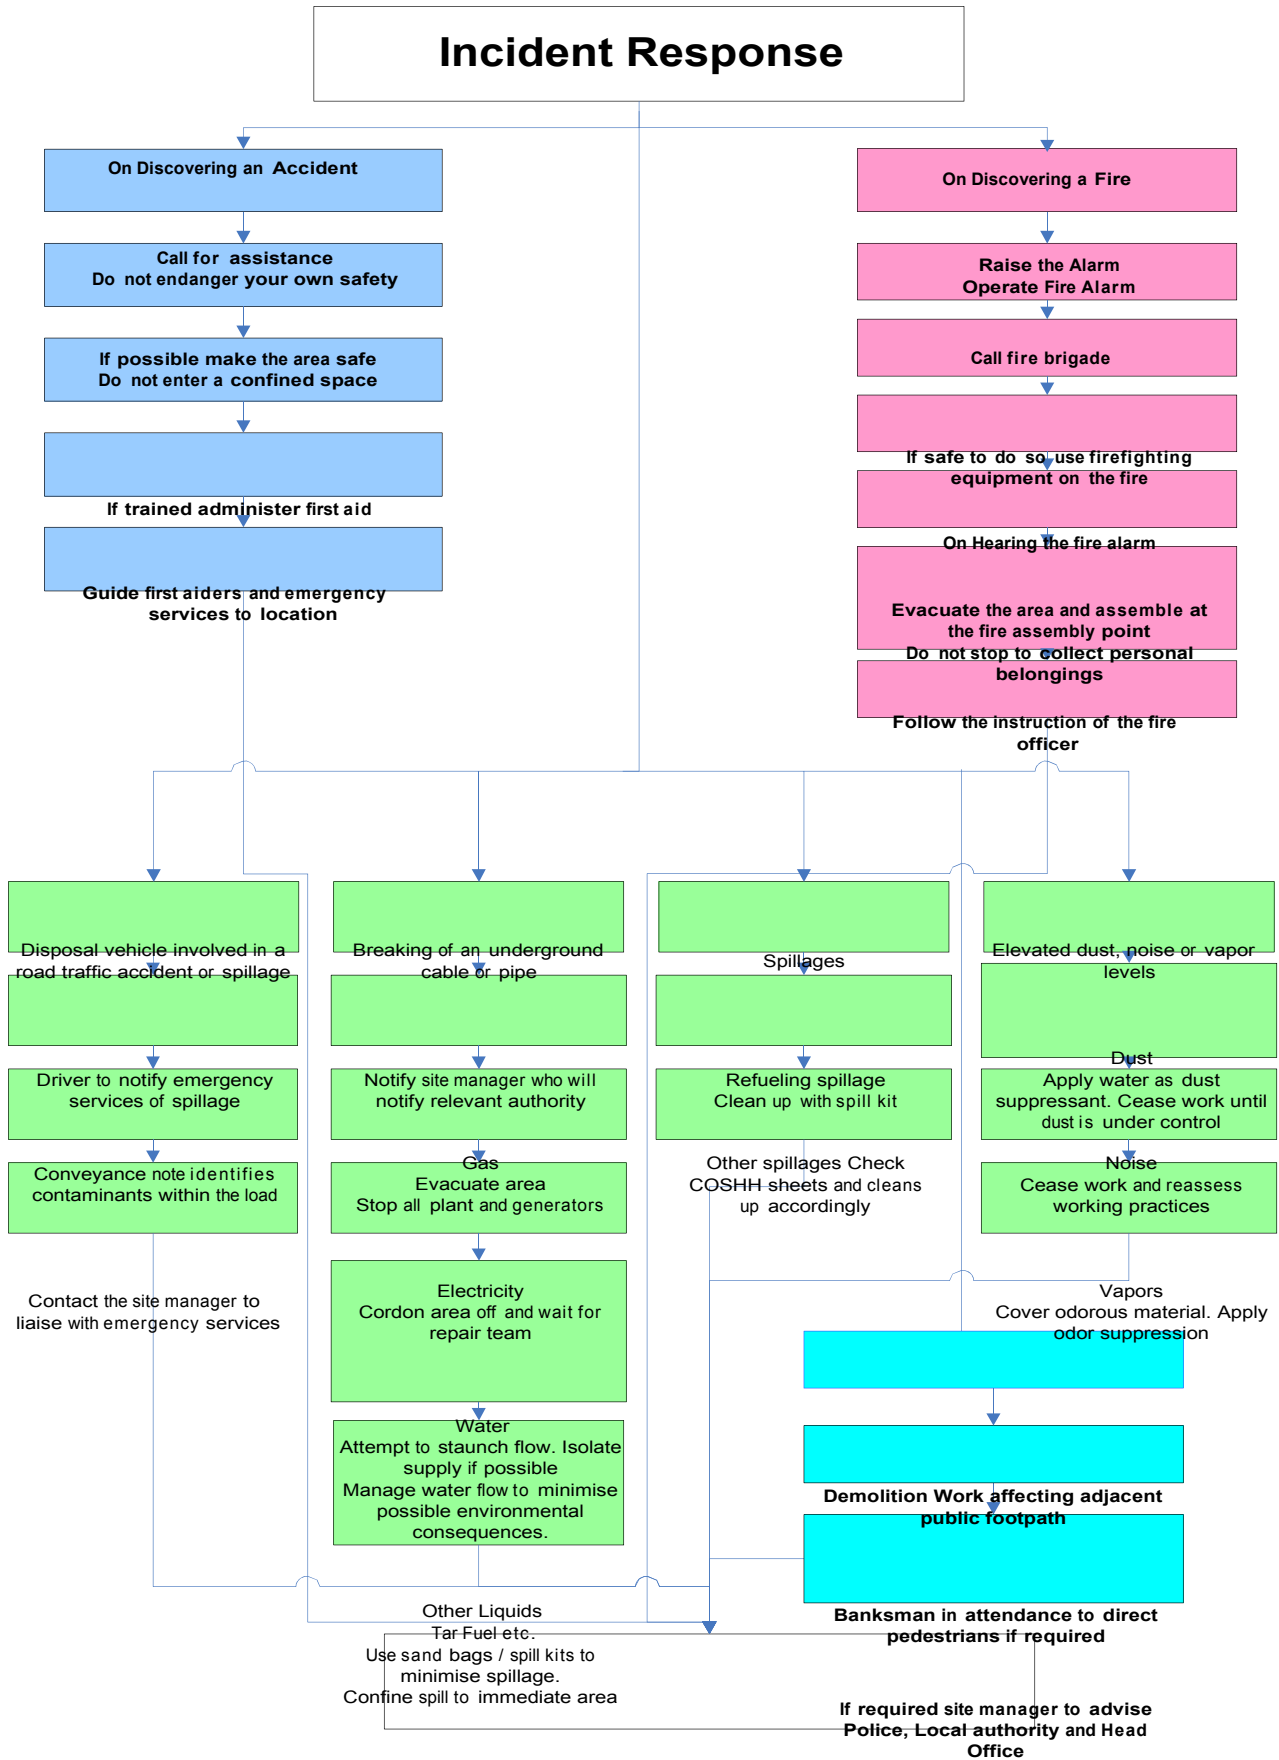 Incident Response
On Discovering an Accident
Call for assistance
Do not endanger your own safety
If possible make the area safe
Do not enter a confined space
If trained administer first aid
Guide first aiders and emergency
services to location
On Discovering a Fire
Raise the Alarm
Operate Fire Alarm
Call fire brigade
If safe to do so use firefighting
equipment on the fire
On Hearing the fire alarm
Evacuate the area and assemble at
the fire assembly point
Do not stop to collect personal
belongings
Follow the instruction of the fire
officer
Disposal vehicle involved in a
road traffic accident or spillage
Driver to notify emergency
services of spillage
Conveyance note identifies
contaminants within the load
Contact the site manager to
liaise with emergency services
Breaking of an underground
cable or pipe
Notify site manager who will
notify relevant authority
Gas
Evacuate area
Stop all plant and generators
Electricity
Cordon area off and wait for
repair team
Water
Attempt to staunch flow. Isolate
supply if possible
Manage water flow to minimise
possible environmental
consequences.
Other Liquids
Tar Fuel etc.
Use sand bags / spill kits to
minimise spillage.
Confine spill to immediate area
Spillages
Refueling spillage
Clean up with spill kit
Other spillages Check
COSHH sheets and cleans
up accordingly
Elevated dust, noise or vapor
levels
Dust
Apply water as dust
suppressant. Cease work until
dust is under control
Noise
Cease work and reassess
working practices
Vapors
Cover odorous material. Apply
odor suppression
Demolition Work affecting adjacent
public footpath
Banksman in attendance to direct
pedestrians if required
If required site manager to advise
Police, Local authority and Head
Office